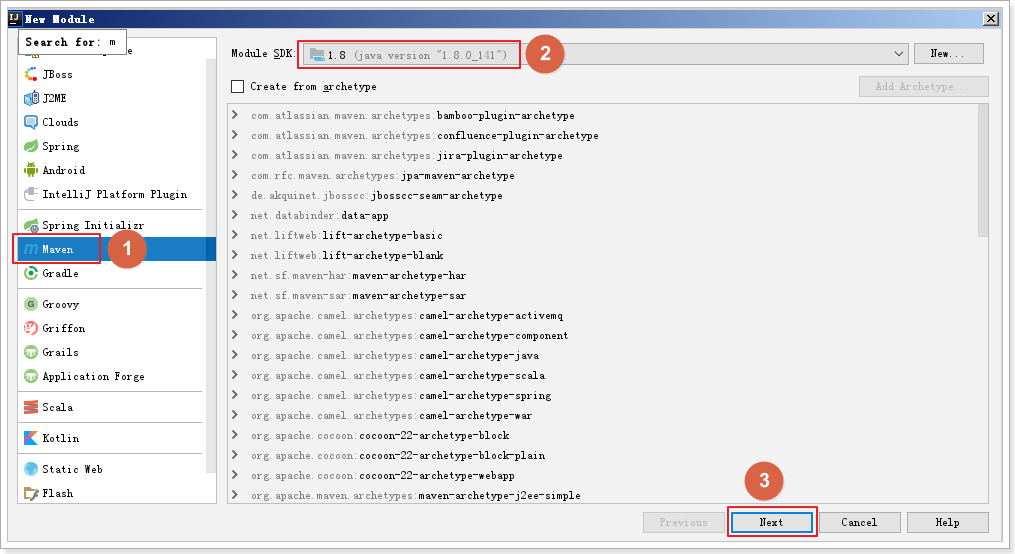 New Module
Search for: m
JBoss
J2ME
Clouds
Spring
Android
IntelliJ Platform Plugin
Spring Initializr
Maven
1
Gradle
Groovy
Griffon
Grails
Application Forge
Scala
Kotlin
Static Web
Flash
Module SDK: 1.8 (java version "1.8.0_141") 2 New...
Create from archetype Add Archetype...
com.atlassian.maven.archetypes:bamboo-plugin-archetype
com.atlassian.maven.archetypes:confluence-plugin-archetype
com.atlassian.maven.archetypes:jira-plugin-archetype
com.rfc.maven.archetypes:jpa-maven-archetype
de.akquinet.jbosscc:jbosscc-seam-archetype
net.databinder:data-app
net.liftweb:lift-archetype-basic
net.liftweb:lift-archetype-blank
net.sf.maven-har:maven-archetype-har
net.sf.maven-sar:maven-archetype-sar
org.apache.camel.archetypes:camel-archetype-activemq
org.apache.camel.archetypes:camel-archetype-component
org.apache.camel.archetypes:camel-archetype-java
org.apache.camel.archetypes:camel-archetype-scala
org.apache.camel.archetypes:camel-archetype-spring
org.apache.camel.archetypes:camel-archetype-war
org.apache.cocoon:cocoon-22-archetype-block
org.apache.cocoon:cocoon-22-archetype-block-plain
org.apache.cocoon:cocoon-22-archetype-webapp
org.apache.maven.archetypes:maven-archetype-j2ee-simple
3
Previous Next Cancel Help